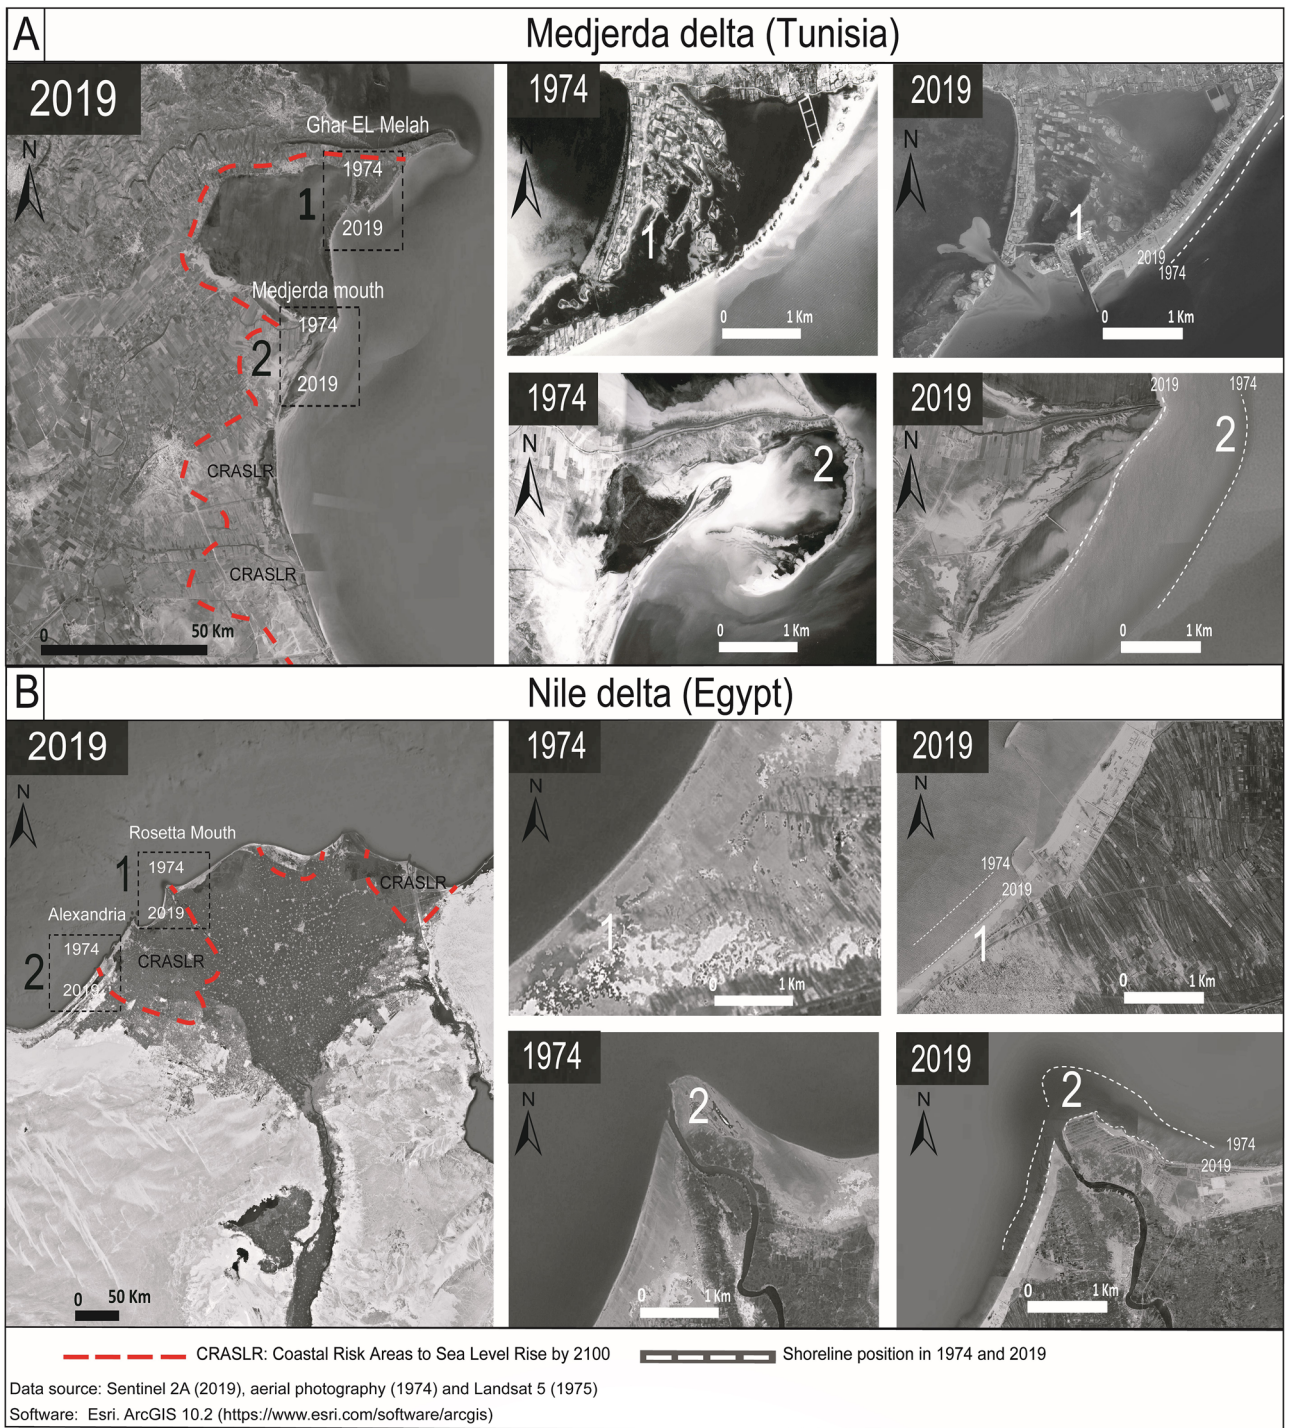 A
Medjerda delta (Tunisia)
2019
N
Ghar EL Melah
1974
1
2019
Medjerda mouth
1974
2
2019
CRASLR
CRASLR
0
50 Km
1974
N
1
0
1 Km
2019
N
1
2019
1974
0
1 Km
1974
N
2
0
1 Km
2019
N
2019
1974
2
0
1 Km
B
Nile delta (Egypt)
2019
N
Rosetta Mouth
1974
1
2019
Alexandria
1974
2
2019
CRASLR
CRASLR
0
50 Km
1974
N
1
0
1 Km
2019
N
1974
2019
1
0
1 Km
1974
N
2
0
1 Km
2019
N
2
1974
2019
0
1 Km
CRASLR: Coastal Risk Areas to Sea Level Rise by 2100
Shoreline position in 1974 and 2019
Data source: Sentinel 2A (2019), aerial photography (1974) and Landsat 5 (1975)
Software: Esri. ArcGIS 10.2 (https://www.esri.com/software/arcgis)